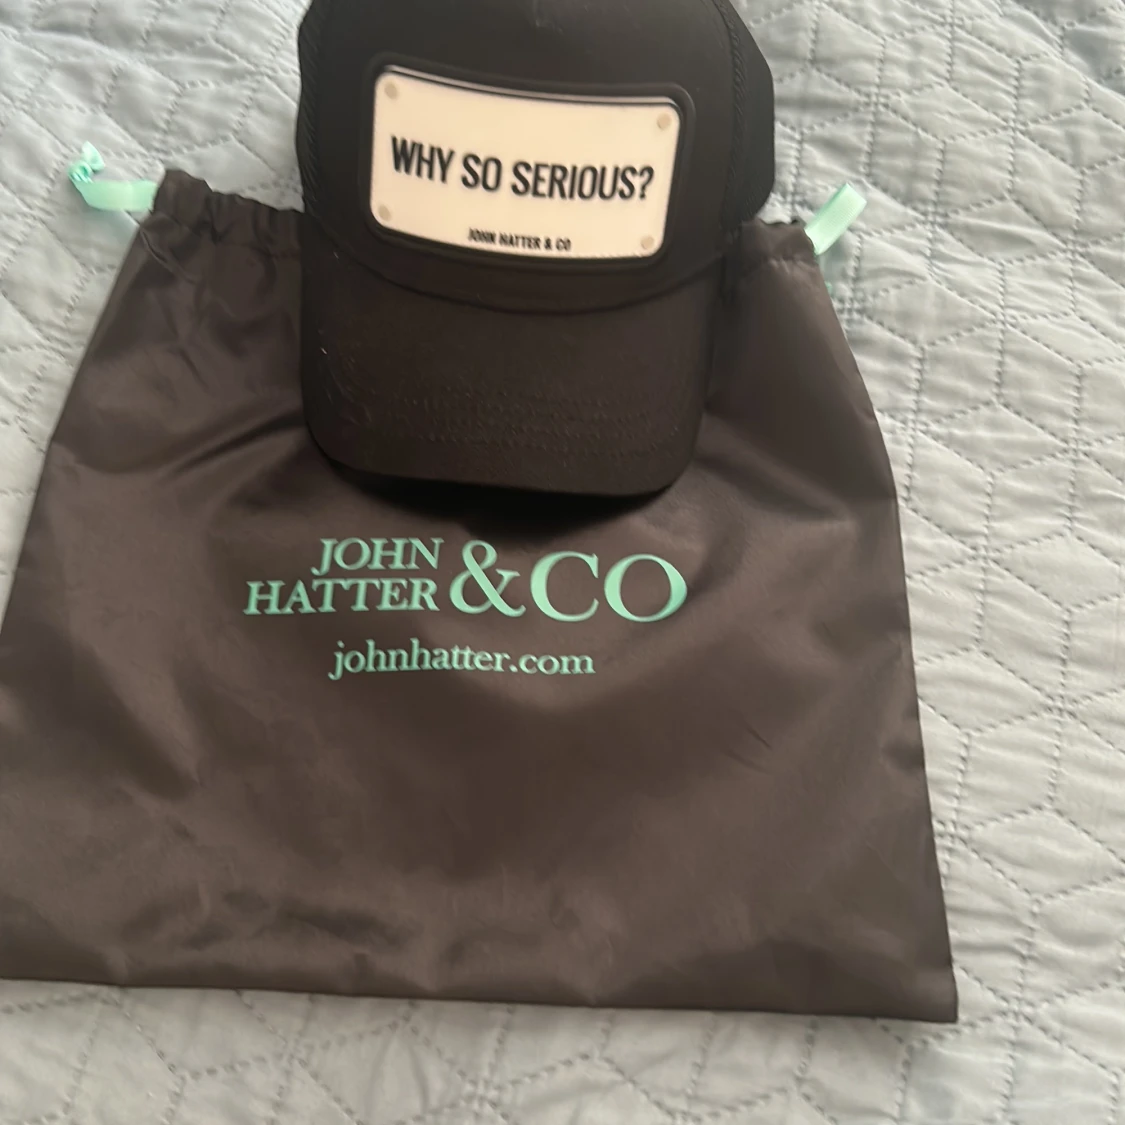 WHY SO SERIOUS?
JOHN HATTER & CO
JOHN
HATTER & CO
johnhatter.com